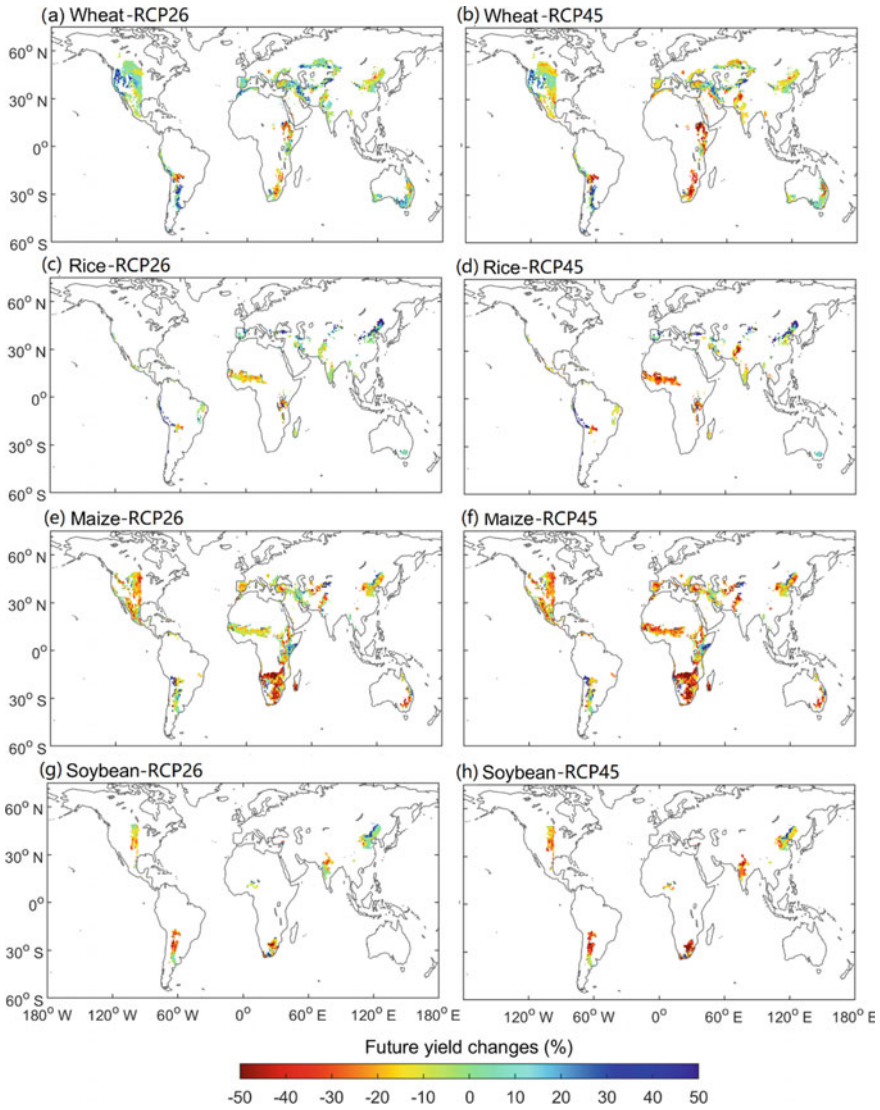 (a) Wheat-RCP26 (b) Wheat-RCP45
60° N
30° N
0°
30° S
60° S
(c) Rice-RCP26 (d) Rice-RCP45
60° N
30° N
0°
30° S
60° S
(e) Maize-RCP26 (f) Maize-RCP45
60° N
30° N
0°
30° S
60° S
(g) Soybean-RCP26 (h) Soybean-RCP45
60° N
30° N
0°
30° S
60° S
180° W 120° W 60° W 0° 60° E 120° E 180° E 120° W 60° W 0° 60° E 120° E 180° E
Future yield changes (%)
-50 -40 -30 -20 -10 0 10 20 30 40 50